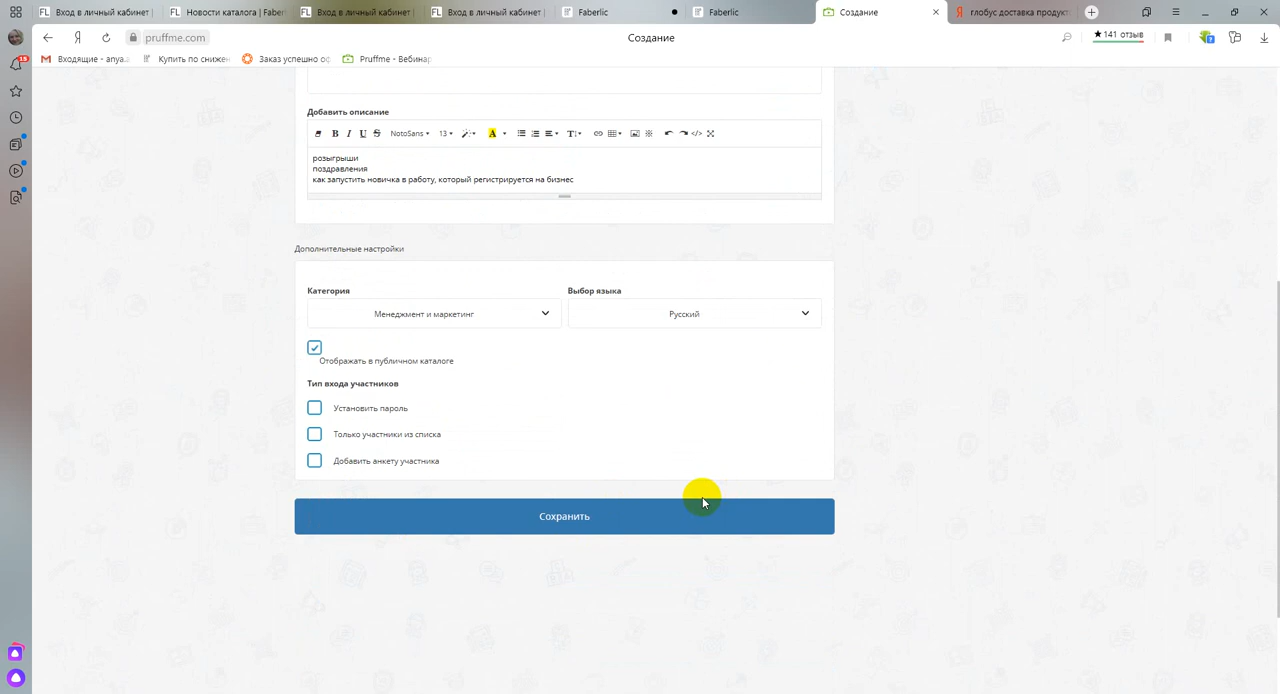 Вход в личный кабинет
Новости каталога | Faber
Вход в личный кабинет
Вход в личный кабинет
Faberlic
Faberlic
Создание
глобус доставка продукт
pruffme.com
Создание
★141 отзыв
18
Входящие - anya.a
Купить по снижен
Заказ успешно оф
Pruffme - Вебинар
Добавить описание
NotoSans
13
розыгрыши
поздравления
как запустить новичка в работу, который регистрируется на бизнес
Дополнительные настройки
Категория
Выбор языка
Менеджмент и маркетинг
Русский
Отображать в публичном каталоге
Тип входа участников
Установить пароль
Только участники из списка
Добавить анкету участника
Сохранить